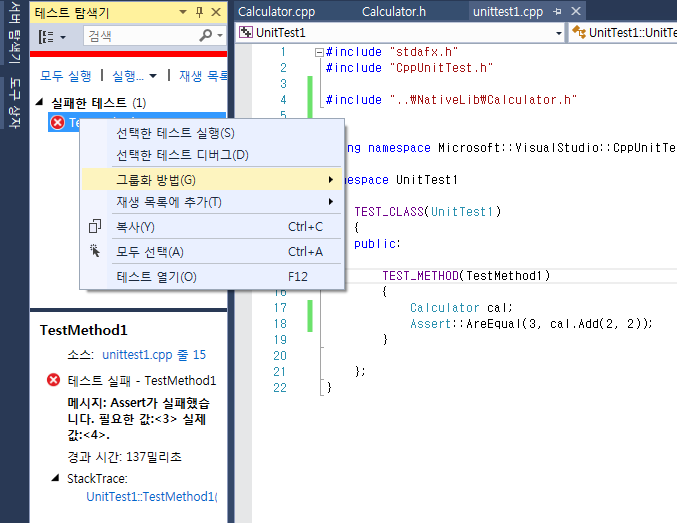 서버 탐색기
도구 상자
테스트 탐색기
검색
모두 실행
실행...
재생 목록
실패한 테스트 (1)
선택한 테스트 실행(S)
선택한 테스트 디버그(D)
그룹화 방법(G)
재생 목록에 추가(T)
복사(Y) Ctrl+C
모두 선택(A) Ctrl+A
테스트 열기(O) F12
TestMethod1
소스: unittest1.cpp 줄 15
테스트 실패 - TestMethod1
메시지: Assert가 실패했습
니다. 필요한 값:<3> 실제
값:<4>.
경과 시간: 137밀리초
StackTrace:
UnitTest1::TestMethod1(
Calculator.cpp Calculator.h unittest1.cpp
UnitTest1 UnitTest1::UnitTe
1 #include "stdafx.h"
2 #include "CppUnitTest.h"
3
4 #include "..₩NativeLib₩Calculator.h"
5
ng namespace Microsoft::VisualStudio::CppUnitTe
espace UnitTest1
TEST_CLASS(UnitTest1)
{
public:
TEST_METHOD(TestMethod1)
16 {
17 Calculator cal;
18 Assert::AreEqual(3, cal.Add(2, 2));
19 }
20
21 };
22 }